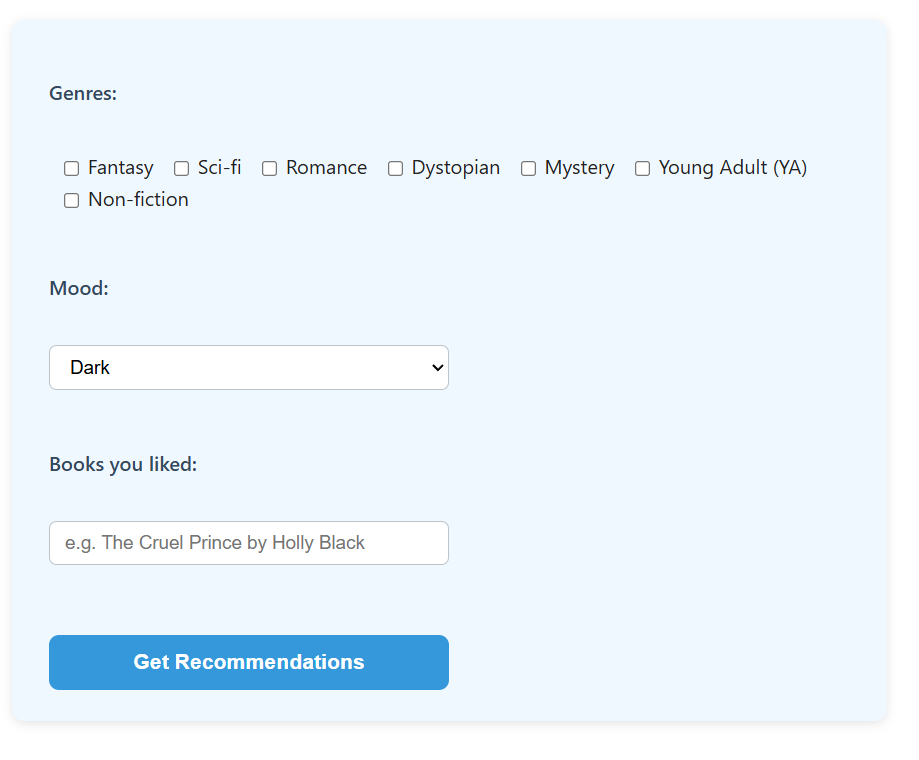 Genres:
Fantasy Sci-fi Romance Dystopian Mystery Young Adult (YA)
Non-fiction
Mood:
Dark
Books you liked:
e.g. The Cruel Prince by Holly Black
Get Recommendations